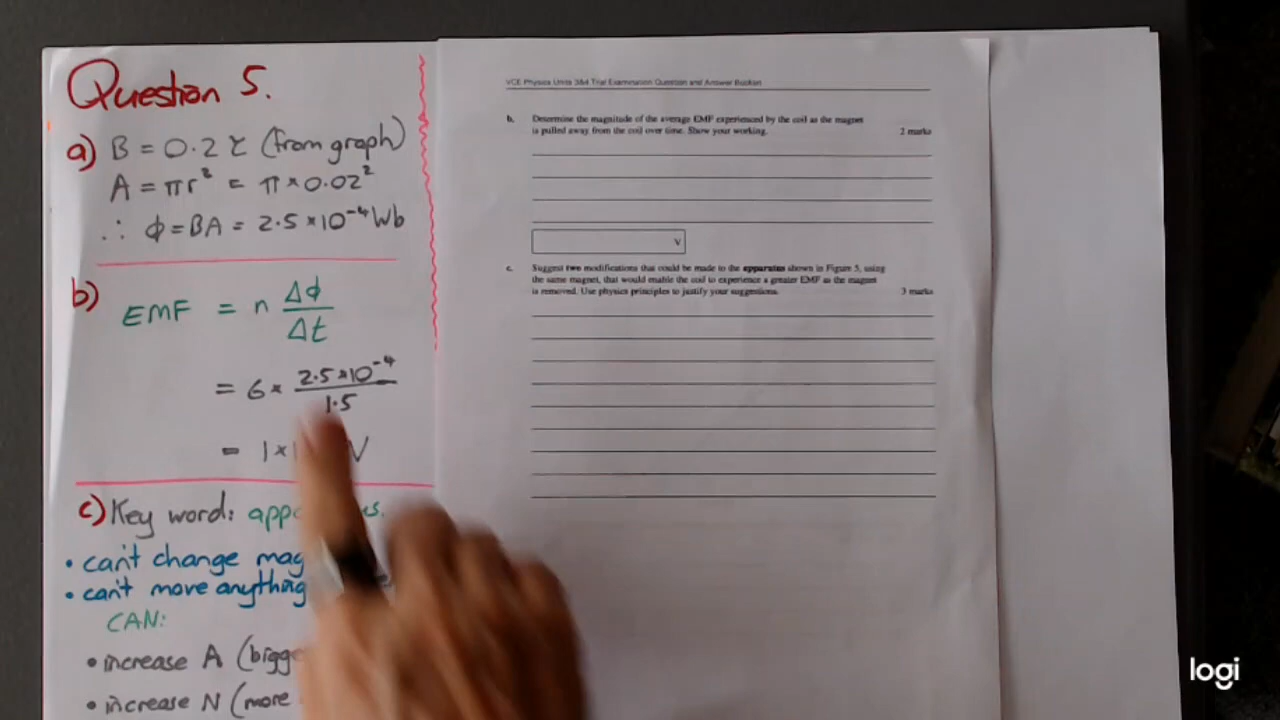 Question 5.
a) B = 0.2 T (from graph)
A = πr² = π × 0.02²
∴ ϕ = BA = 2.5 × 10⁻⁴ Wb
b) EMF = n Δϕ
Δt
= 6 × 2.5 × 10⁻⁴
1.5
= 1 × V
c) Key word:
• can't change
• can't move anything
CAN:
• increase A
• increase N (more
VCE Physics Units 3&4 Trial Examination Question and Answer Booklet
b. Determine the magnitude of the average EMF experienced by the coil as the magnet
is pulled away from the coil over time. Show your working. 2 marks
V
c. Suggest two modifications that could be made to the apparatus shown in Figure 5, using
the same magnet, that would enable the coil to experience a greater EMF as the magnet
is removed. Use physics principles to justify your suggestions. 3 marks
logi